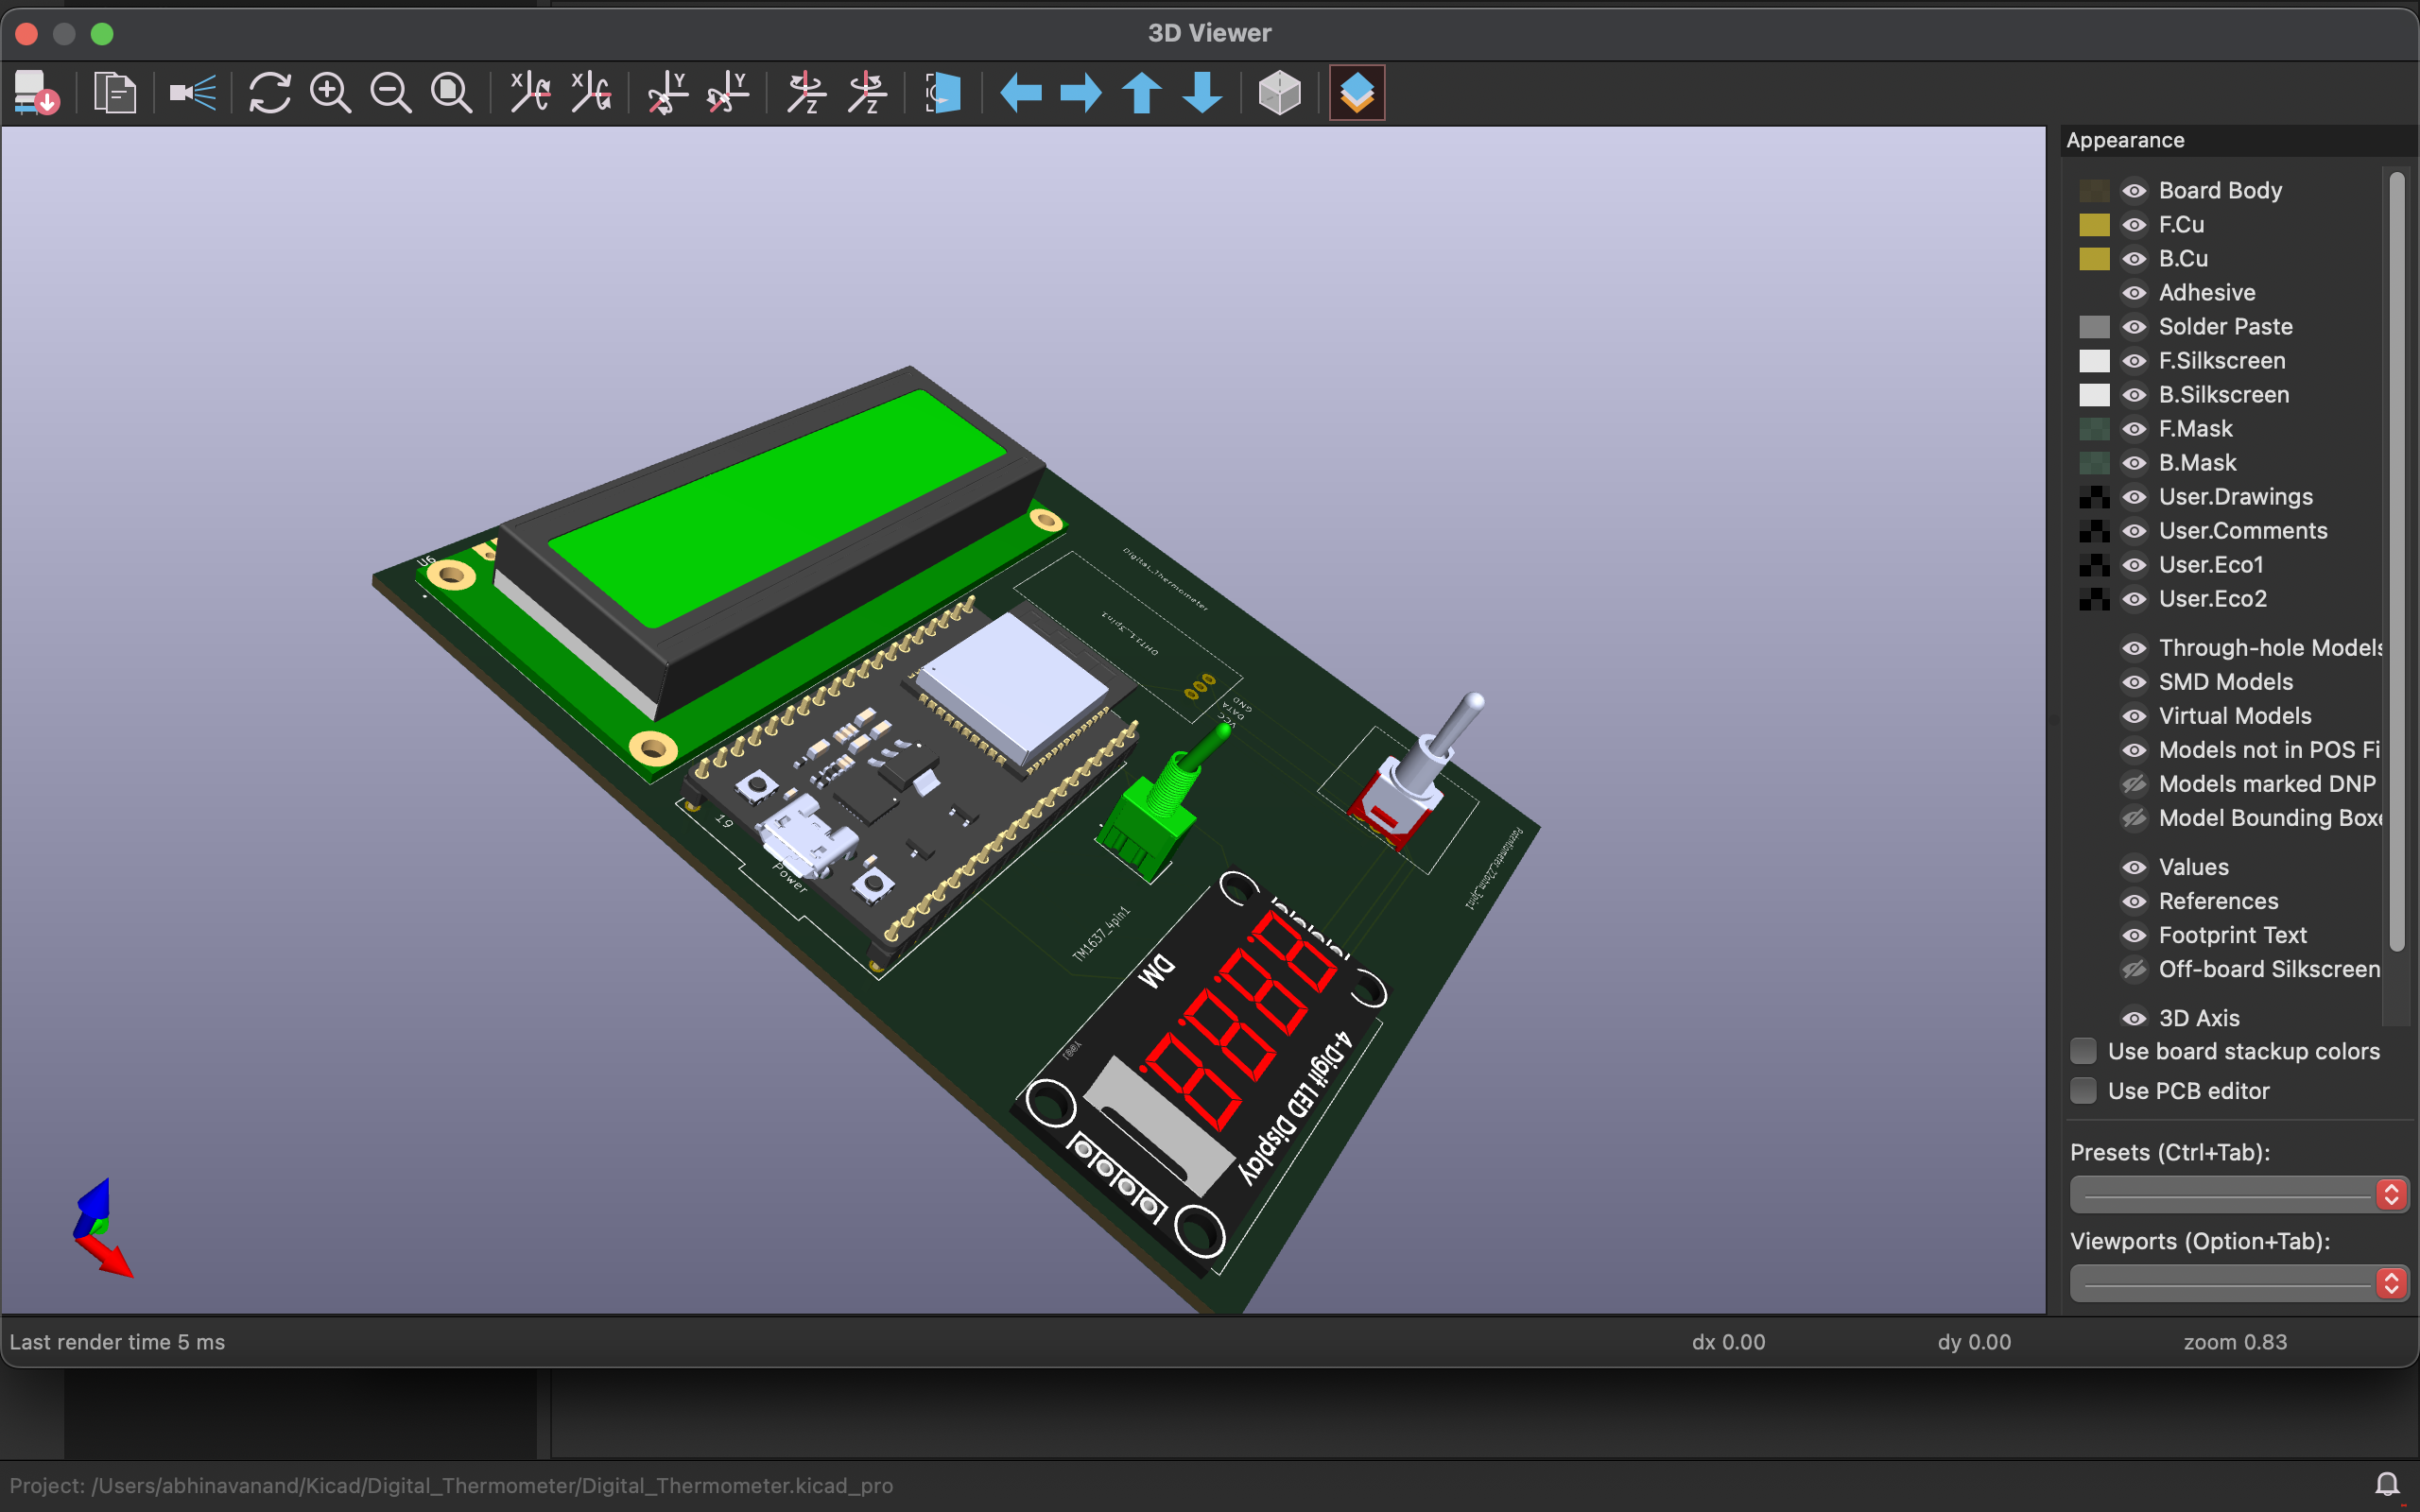 3D Viewer
X
X
Y
Y
Z
Z
Appearance
Board Body
F.Cu
B.Cu
Adhesive
Solder Paste
F.Silkscreen
B.Silkscreen
F.Mask
B.Mask
User.Drawings
User.Comments
User.Eco1
User.Eco2
Through-hole Models
SMD Models
Virtual Models
Models not in POS Fi
Models marked DNP
Model Bounding Boxe
Values
References
Footprint Text
Off-board Silkscreen
3D Axis
Use board stackup colors
Use PCB editor
Presets (Ctrl+Tab):
Viewports (Option+Tab):
U6
Digital_Thermometer
DHT11_3pin1
GND
DATA
VCC
19
Power
TM1637_4pin1
DM
4-Digit LED Display
8.8.8.8.
Last render time 5 ms
dx 0.00
dy 0.00
zoom 0.83
Project: /Users/abhinavanand/Kicad/Digital_Thermometer/Digital_Thermometer.kicad_pro